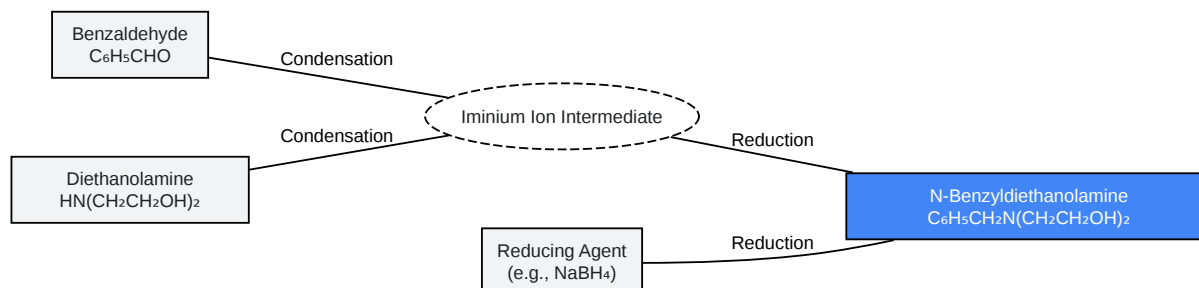 Benzaldehyde
C₆H₅CHO
Condensation
Iminium Ion Intermediate
Condensation
Reduction
Diethanolamine
HN(CH₂CH₂OH)₂
N-Benzyldiethanolamine
C₆H₅CH₂N(CH₂CH₂OH)₂
Reduction
Reducing Agent
(e.g., NaBH₄)